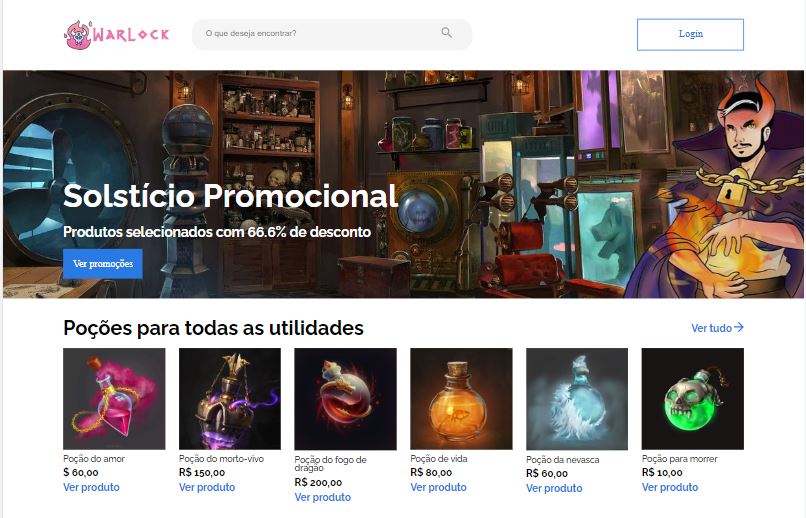 WARLOCK
O que deseja encontrar?
Login
Solstício Promocional
Produtos selecionados com 66.6% de desconto
Ver promoções
Poções para todas as utilidades
Ver tudo
Poção do amor
$ 60,00
Ver produto
Poção do morto-vivo
R$ 150,00
Ver produto
Poção do fogo de
dragão
R$ 200,00
Ver produto
Poção de vida
R$ 80,00
Ver produto
Poção da nevasca
R$ 60,00
Ver produto
Poção para morrer
R$ 10,00
Ver produto